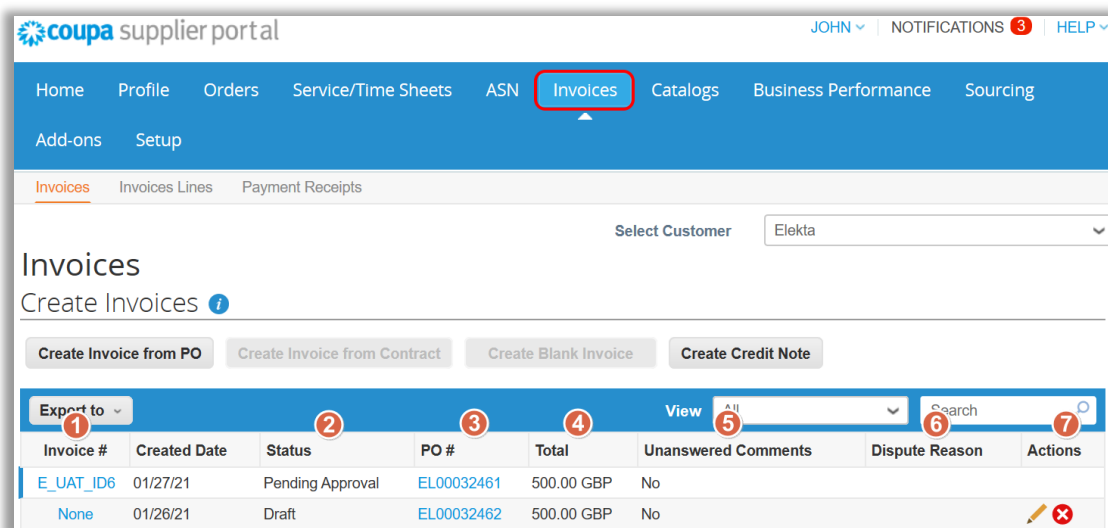 coupa supplier portal
JOHN NOTIFICATIONS 3 HELP
Home Profile Orders Service/Time Sheets ASN Invoices Catalogs Business Performance Sourcing
Add-ons Setup
Invoices Invoices Lines Payment Receipts
Select Customer Elekta
Invoices
Create Invoices i
Create Invoice from PO Create Invoice from Contract Create Blank Invoice Create Credit Note
Export to View All Search
1 2 3 4 5 6 7
Invoice # Created Date Status PO # Total Unanswered Comments Dispute Reason Actions
E_UAT_ID6 01/27/21 Pending Approval EL00032461 500.00 GBP No
None 01/26/21 Draft EL00032462 500.00 GBP No